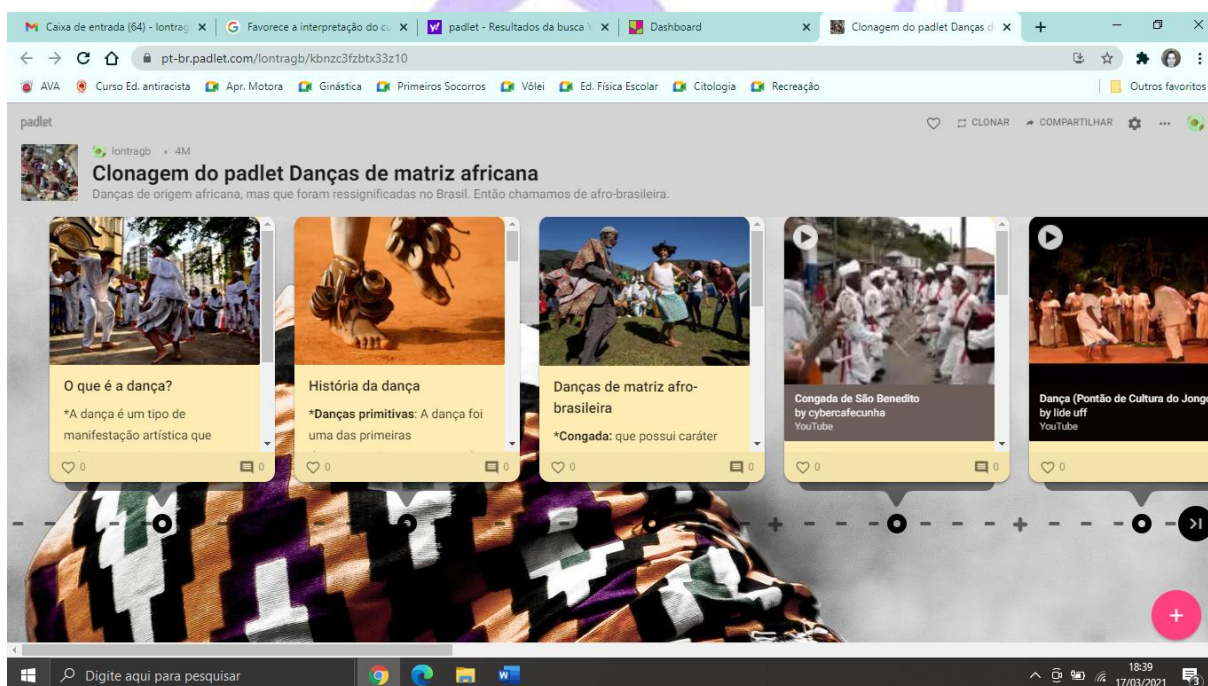 Caixa de entrada (64) - lontrag
Favorece a interpretação do cu
padlet - Resultados da busca Y
Dashboard
Clonagem do padlet Danças d
pt-br.padlet.com/lontragb/kbnzc3fzbtx33z10
AVA
Curso Ed. antiracista
Apr. Motora
Ginástica
Primeiros Socorros
Vôlei
Ed. Física Escolar
Citologia
Recreação
Outros favoritos
padlet
CLONAR
COMPARTILHAR
lontragb • 4M
Clonagem do padlet Danças de matriz africana
Danças de origem africana, mas que foram ressignificadas no Brasil. Então chamamos de afro-brasileira.
O que é a dança?
*A dança é um tipo de
manifestação artística que
0 0
História da dança
*Danças primitivas: A dança foi
uma das primeiras
0 0
Danças de matriz afro-
brasileira
*Congada: que possui caráter
0 0
Congada de São Benedito
by cybercafecunha
YouTube
0 0
Dança (Pontão de Cultura do Jongo
by lide uff
YouTube
0
Digite aqui para pesquisar
18:39
17/03/2021
3